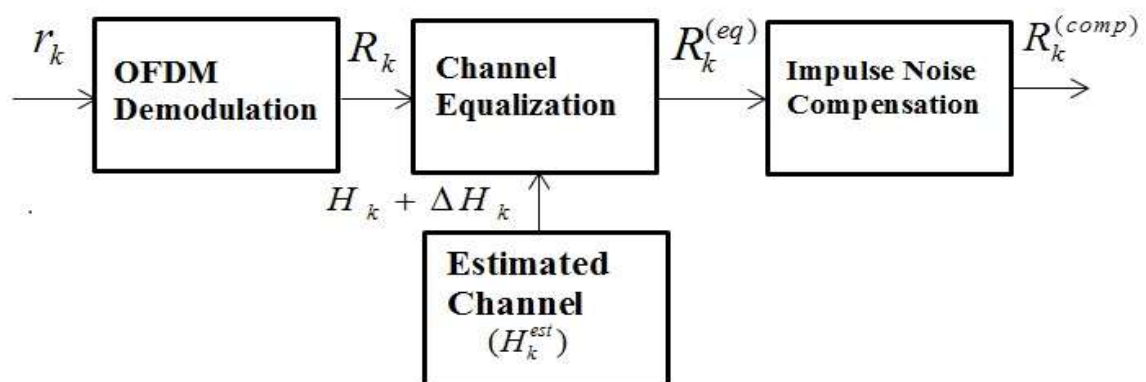 r_k
OFDM
Demodulation
R_k
Channel
Equalization
R_k^{(eq)}
Impulse Noise
Compensation
R_k^{(comp)}
H_k + ΔH_k
Estimated
Channel
(H_k^{est})